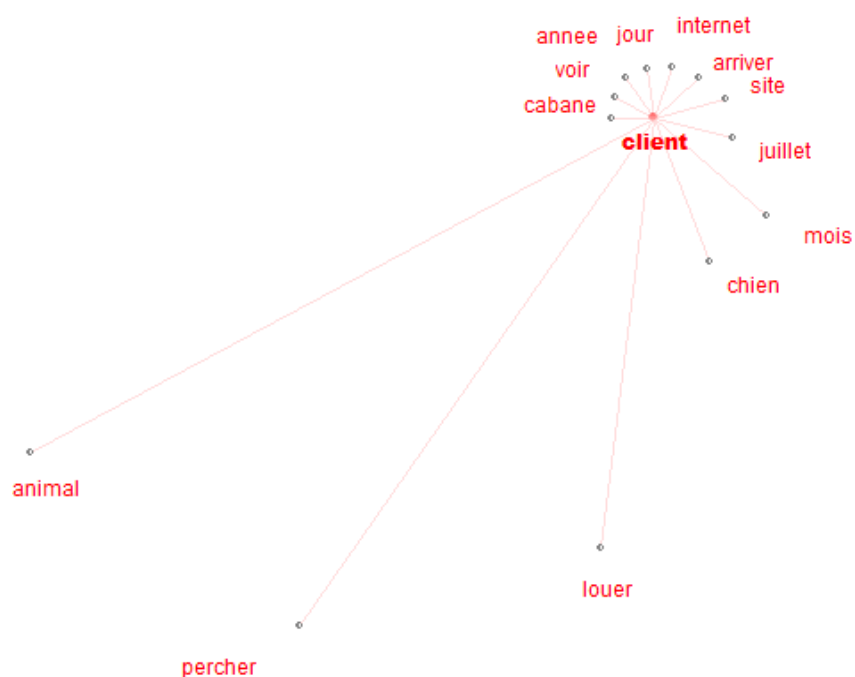 annee jour internet
voir arriver
site
cabane
client
juillet
mois
chien
animal
louer
percher